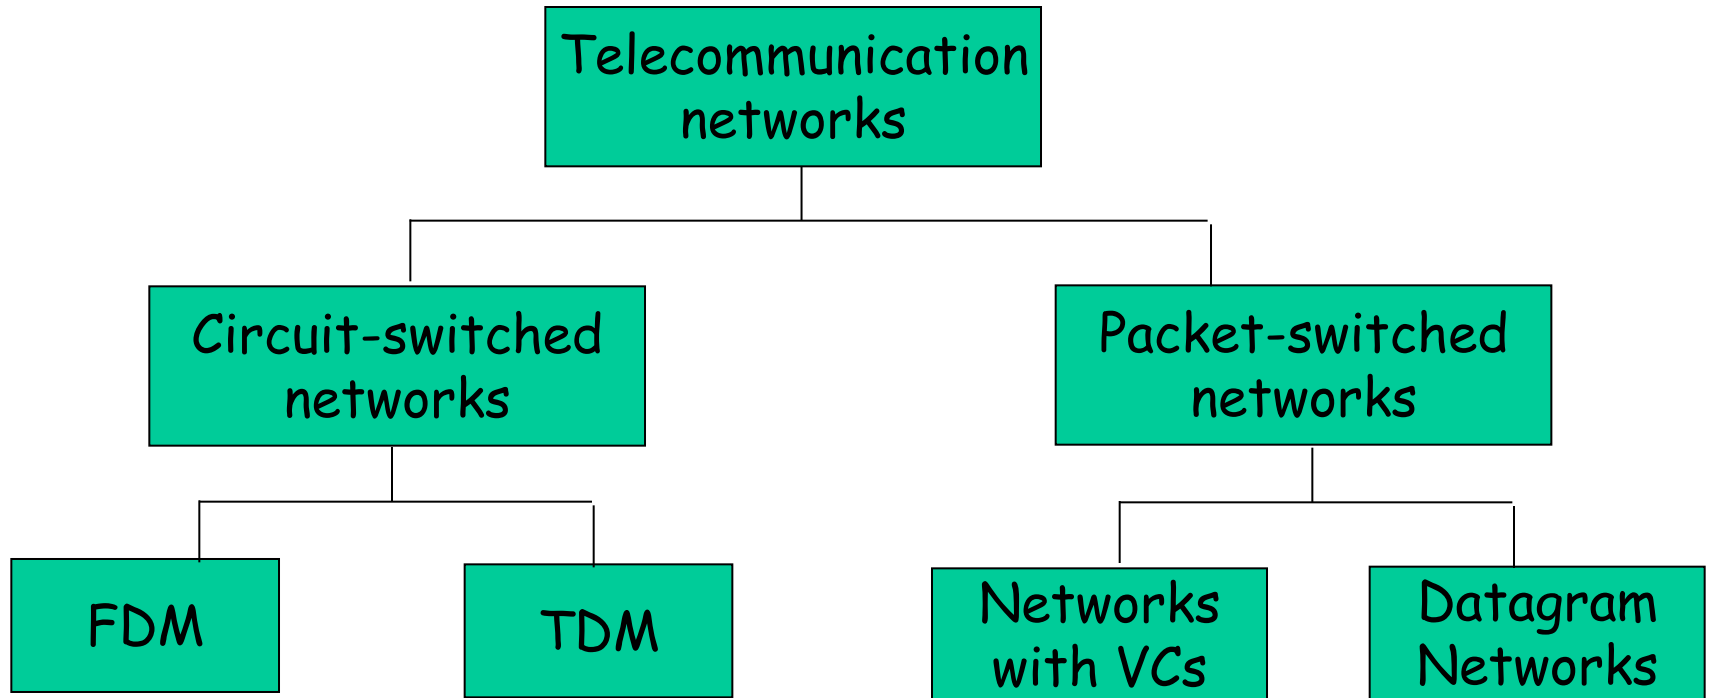 Telecommunication
networks
Circuit-switched
networks
Packet-switched
networks
FDM
TDM
Networks
with VCs
Datagram
Networks